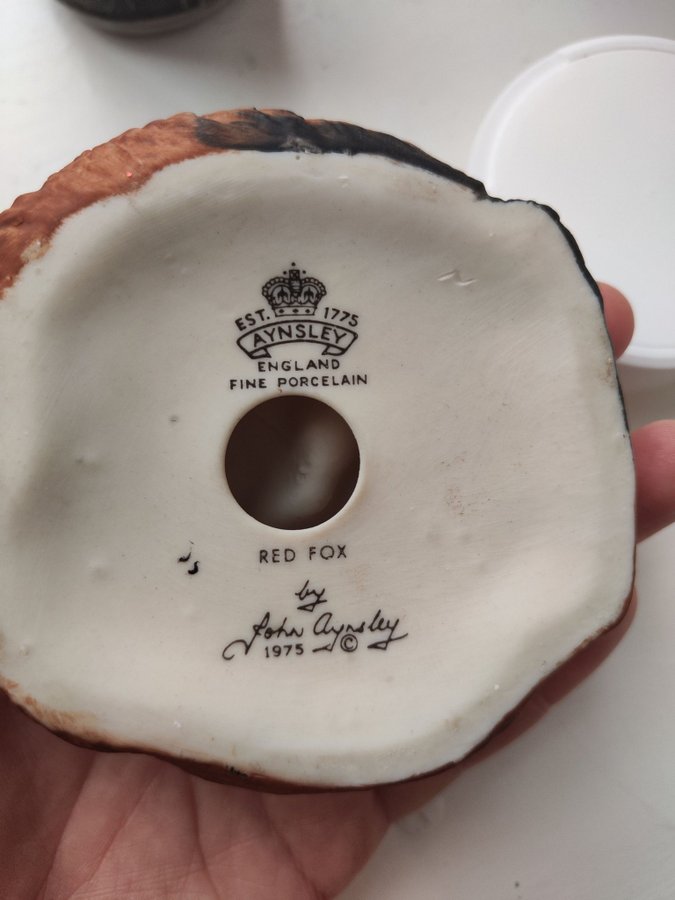 EST. 1775
AYNSLEY
ENGLAND
FINE PORCELAIN
RED FOX
by
John Aynsley
1975 ©